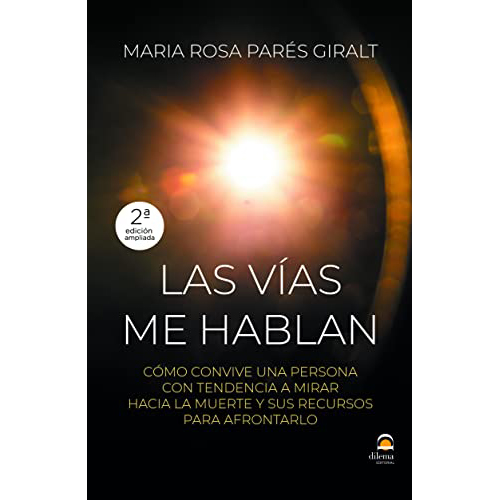 MARIA ROSA PARÉS GIRALT
2ª
edición
ampliada
LAS VÍAS
ME HABLAN
CÓMO CONVIVE UNA PERSONA
CON TENDENCIA A MIRAR
HACIA LA MUERTE Y SUS RECURSOS
PARA AFRONTARLO
dilema
EDITORIAL